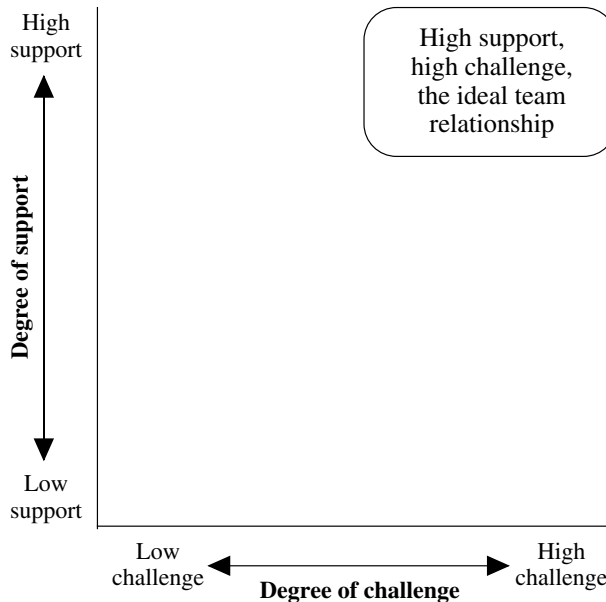 High
support
High support,
high challenge,
the ideal team
relationship
Degree of support
Low
support
Low
challenge
Degree of challenge
High
challenge